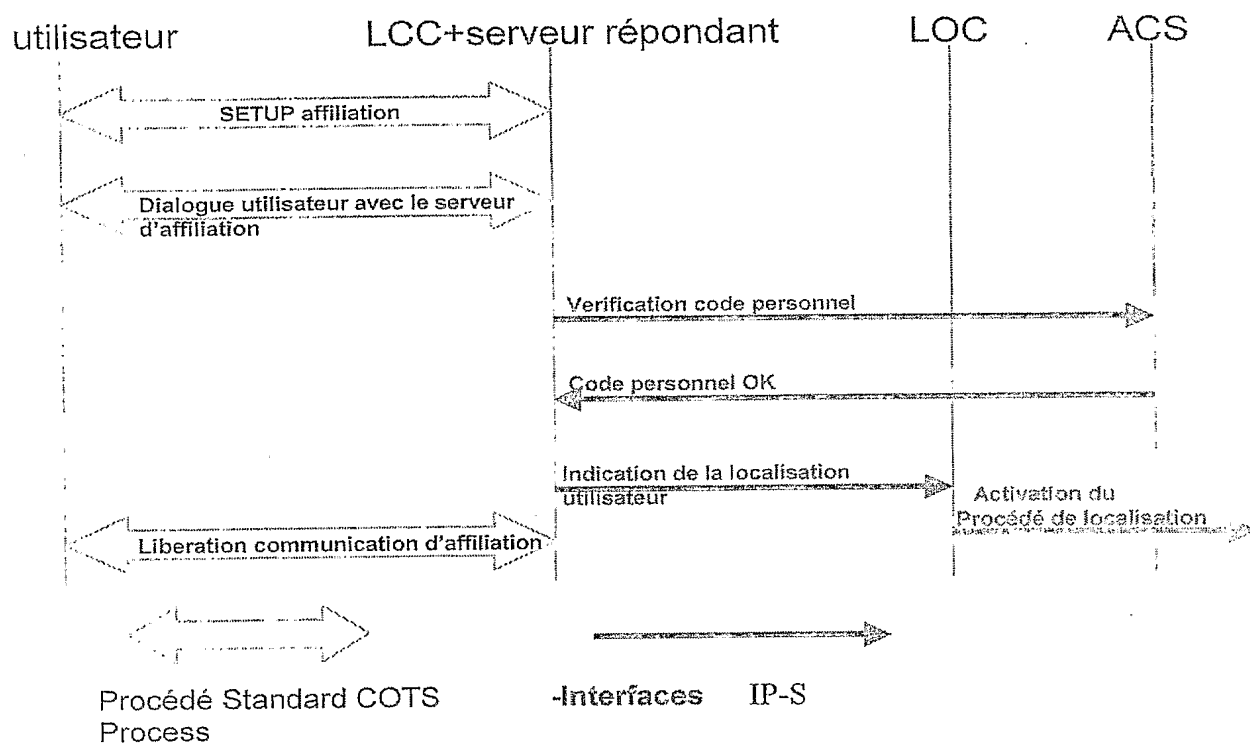 utilisateur LCC+serveur répondant LOC ACS
SETUP affiliation
Dialogue utilisateur avec le serveur
d'affiliation
Verification code personnel
Code personnel OK
Indication de la localisation
utilisateur
Activation du
Procédé de localisation
Liberation communication d'affiliation
Procédé Standard COTS
Process
-Interfaces IP-S